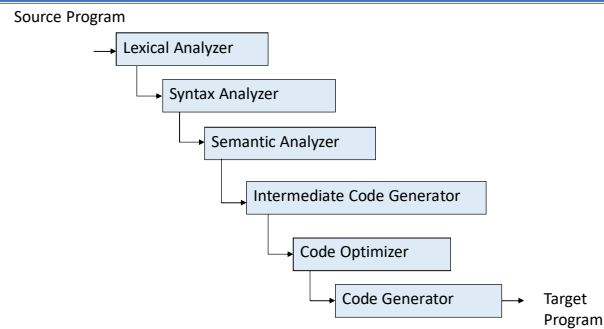 Source Program
Lexical Analyzer
Syntax Analyzer
Semantic Analyzer
Intermediate Code Generator
Code Optimizer
Code Generator
Target
Program